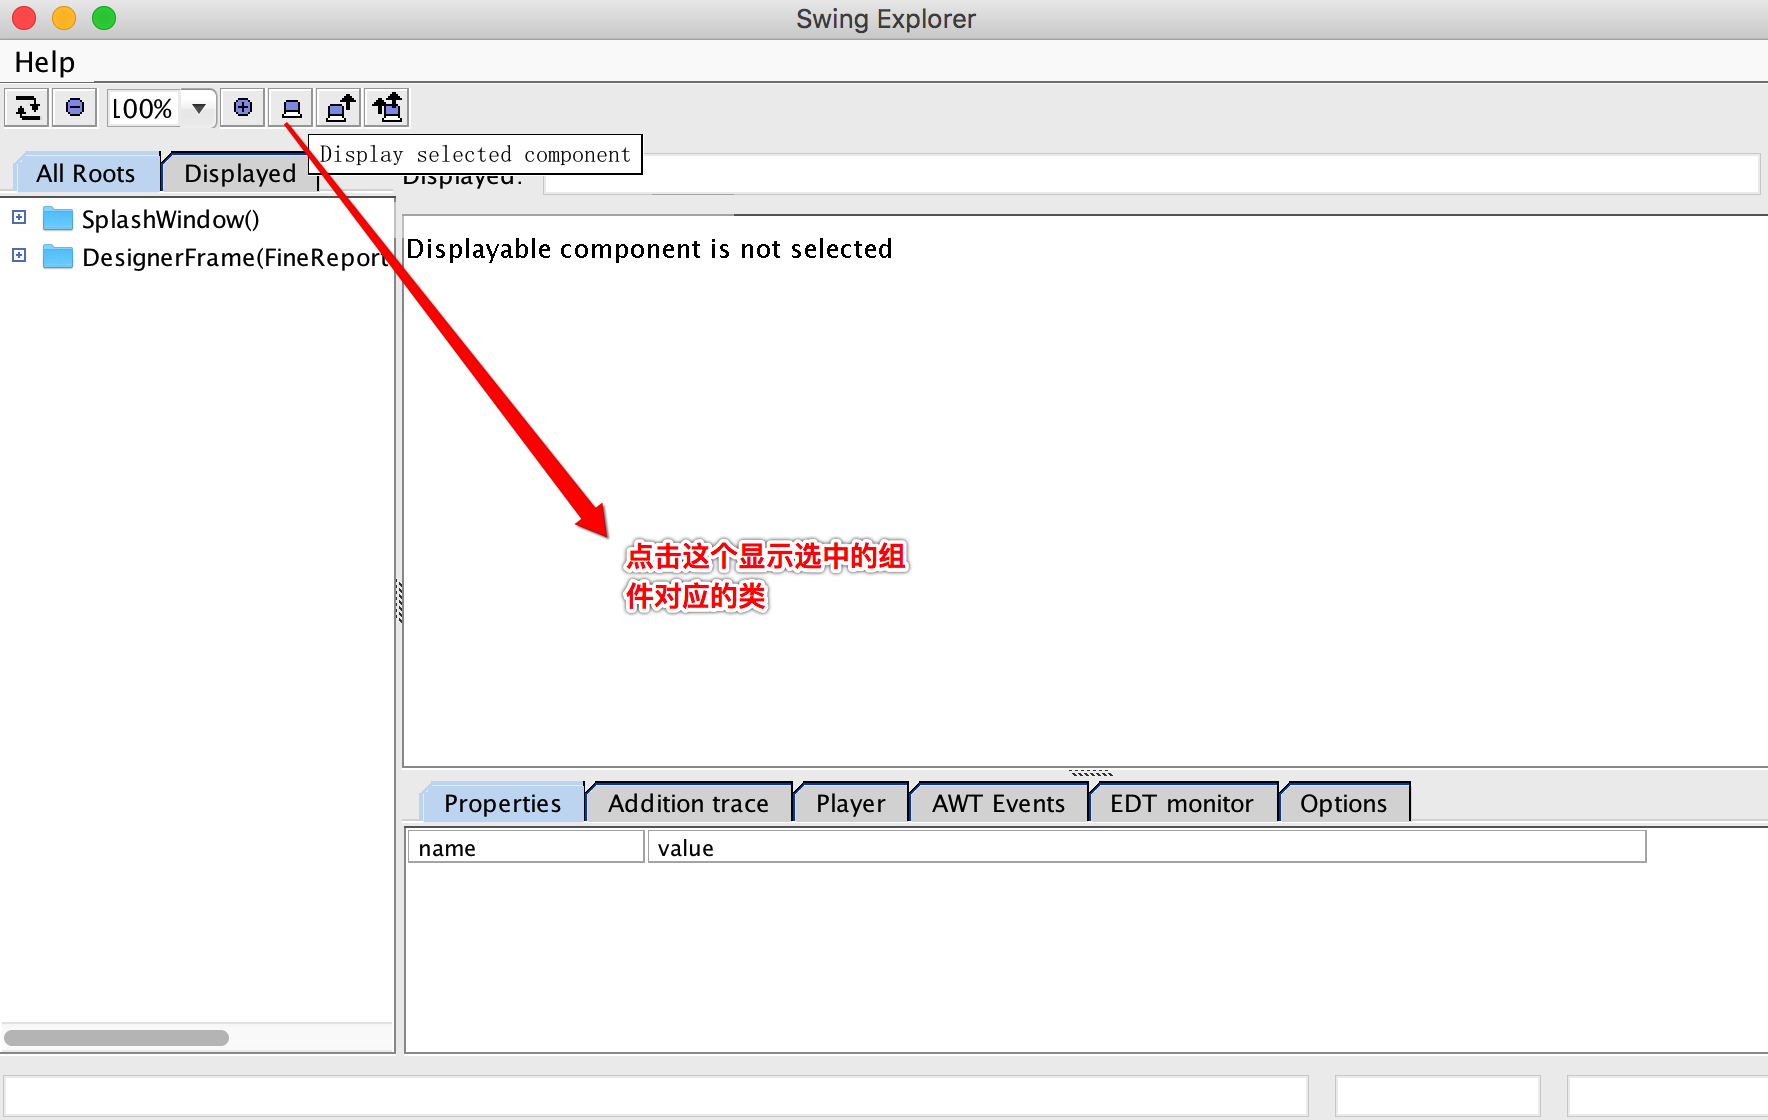 Swing Explorer
Help
100%
Display selected component
All Roots
Displayed
Displayed:
SplashWindow()
DesignerFrame(FineReport
Displayable component is not selected
点击这个显示选中的组
件对应的类
Properties
Addition trace
Player
AWT Events
EDT monitor
Options
name
value